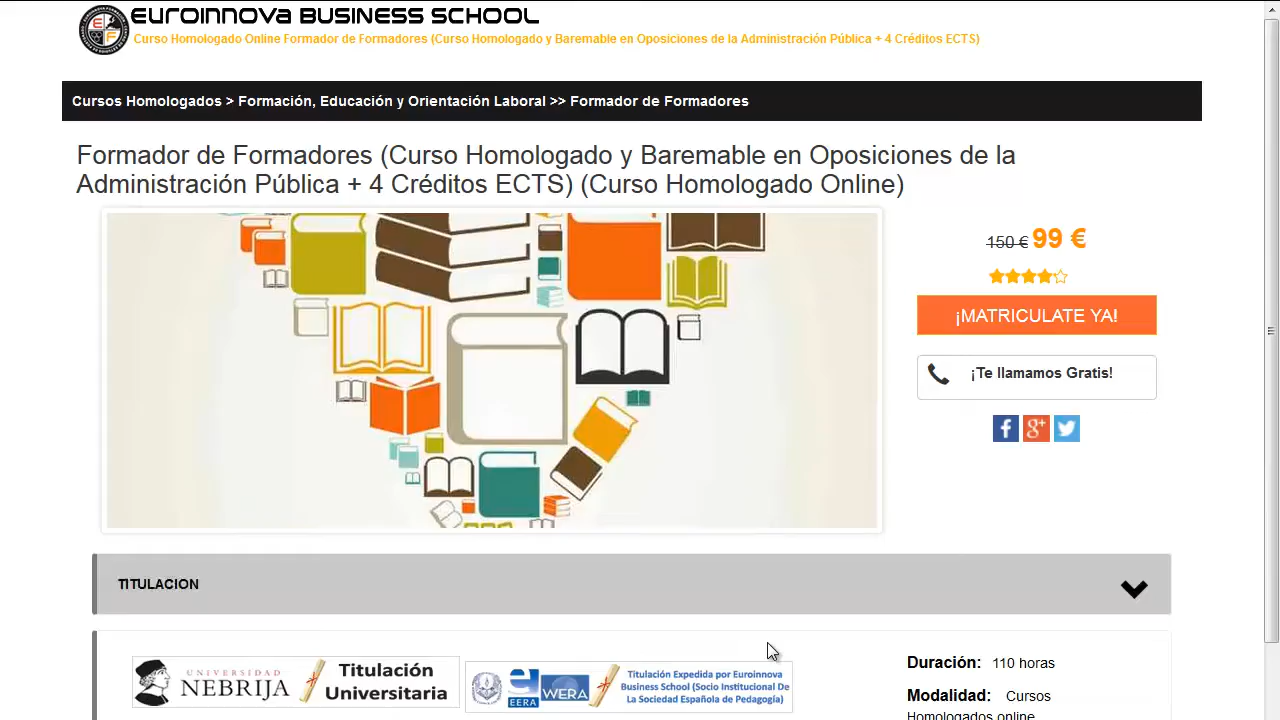 EUROINNOVA BUSINESS SCHOOL
Curso Homologado Online Formador de Formadores (Curso Homologado y Baremable en Oposiciones de la Administración Pública + 4 Créditos ECTS)
Cursos Homologados > Formación, Educación y Orientación Laboral >> Formador de Formadores
Formador de Formadores (Curso Homologado y Baremable en Oposiciones de la
Administración Pública + 4 Créditos ECTS) (Curso Homologado Online)
150 € 99 €
¡MATRICULATE YA!
¡Te llamamos Gratis!
TITULACION
UNIVERSIDAD
NEBRIJA
Titulación
Universitaria
EERA
WERA
Titulación Expedida por Euroinnova
Business School (Socio Institucional De
La Sociedad Española de Pedagogía)
Duración: 110 horas
Modalidad: Cursos
Homologados online